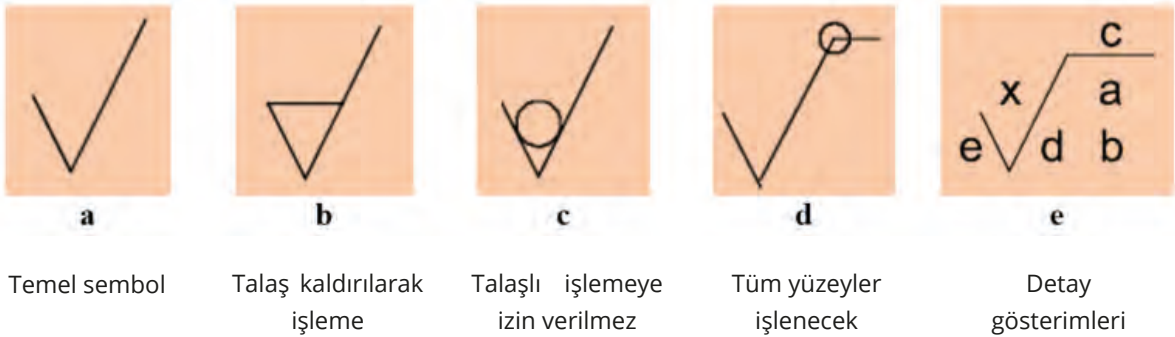 c
x a
e d b
a b c d e
Temel sembol Talaş kaldırılarak Talaşlı işlemeye Tüm yüzeyler Detay
işleme izin verilmez işlenecek gösterimleri